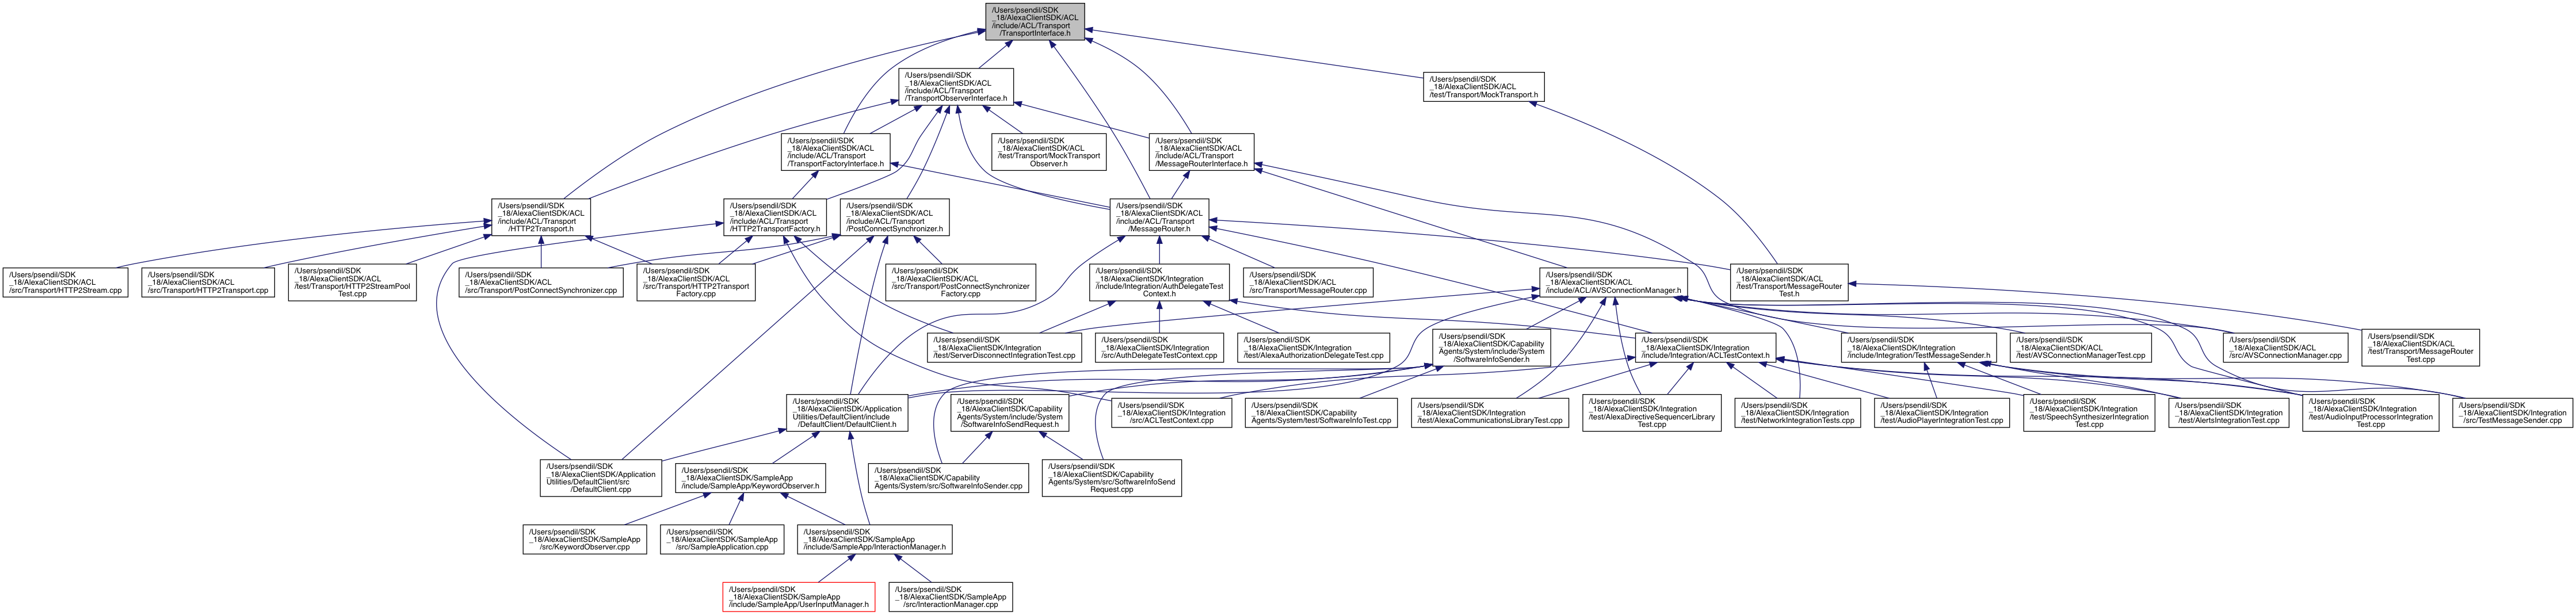 /Users/psendil/SDK
_18/AlexaClientSDK/ACL
/include/ACL/Transport
/TransportInterface.h
/Users/psendil/SDK
_18/AlexaClientSDK/ACL
/include/ACL/Transport
/TransportObserverInterface.h
/Users/psendil/SDK
_18/AlexaClientSDK/ACL
/test/Transport/MockTransport.h
/Users/psendil/SDK
_18/AlexaClientSDK/ACL
/include/ACL/Transport
/TransportFactoryInterface.h
/Users/psendil/SDK
_18/AlexaClientSDK/ACL
/test/Transport/MockTransport
Observer.h
/Users/psendil/SDK
_18/AlexaClientSDK/ACL
/include/ACL/Transport
/MessageRouterInterface.h
/Users/psendil/SDK
_18/AlexaClientSDK/ACL
/include/ACL/Transport
/HTTP2Transport.h
/Users/psendil/SDK
_18/AlexaClientSDK/ACL
/include/ACL/Transport
/HTTP2TransportFactory.h
/Users/psendil/SDK
_18/AlexaClientSDK/ACL
/include/ACL/Transport
/PostConnectSynchronizer.h
/Users/psendil/SDK
_18/AlexaClientSDK/ACL
/include/ACL/Transport
/MessageRouter.h
/Users/psendil/SDK
_18/AlexaClientSDK/ACL
/src/Transport/HTTP2Stream.cpp
/Users/psendil/SDK
_18/AlexaClientSDK/ACL
/src/Transport/HTTP2Transport.cpp
/Users/psendil/SDK
_18/AlexaClientSDK/ACL
/test/Transport/HTTP2StreamPool
Test.cpp
/Users/psendil/SDK
_18/AlexaClientSDK/ACL
/src/Transport/PostConnectSynchronizer.cpp
/Users/psendil/SDK
_18/AlexaClientSDK/ACL
/src/Transport/HTTP2Transport
Factory.cpp
/Users/psendil/SDK
_18/AlexaClientSDK/ACL
/src/Transport/PostConnectSynchronizer
Factory.cpp
/Users/psendil/SDK
_18/AlexaClientSDK/Integration
/include/Integration/AuthDelegateTest
Context.h
/Users/psendil/SDK
_18/AlexaClientSDK/ACL
/src/Transport/MessageRouter.cpp
/Users/psendil/SDK
_18/AlexaClientSDK/ACL
/include/ACL/AVSConnectionManager.h
/Users/psendil/SDK
_18/AlexaClientSDK/ACL
/test/Transport/MessageRouter
Test.h
/Users/psendil/SDK
_18/AlexaClientSDK/Integration
/test/ServerDisconnectIntegrationTest.cpp
/Users/psendil/SDK
_18/AlexaClientSDK/Integration
/src/AuthDelegateTestContext.cpp
/Users/psendil/SDK
_18/AlexaClientSDK/Integration
/test/AlexaAuthorizationDelegateTest.cpp
/Users/psendil/SDK
_18/AlexaClientSDK/Capability
Agents/System/include/System
/SoftwareInfoSender.h
/Users/psendil/SDK
_18/AlexaClientSDK/Integration
/include/Integration/ACLTestContext.h
/Users/psendil/SDK
_18/AlexaClientSDK/Integration
/include/Integration/TestMessageSender.h
/Users/psendil/SDK
_18/AlexaClientSDK/ACL
/test/AVSConnectionManagerTest.cpp
/Users/psendil/SDK
_18/AlexaClientSDK/ACL
/src/AVSConnectionManager.cpp
/Users/psendil/SDK
_18/AlexaClientSDK/ACL
/test/Transport/MessageRouter
Test.cpp
/Users/psendil/SDK
_18/AlexaClientSDK/Application
Utilities/DefaultClient/include
/DefaultClient/DefaultClient.h
/Users/psendil/SDK
_18/AlexaClientSDK/Capability
Agents/System/include/System
/SoftwareInfoSendRequest.h
/Users/psendil/SDK
_18/AlexaClientSDK/Integration
/src/ACLTestContext.cpp
/Users/psendil/SDK
_18/AlexaClientSDK/Capability
Agents/System/test/SoftwareInfoTest.cpp
/Users/psendil/SDK
_18/AlexaClientSDK/Integration
/test/AlexaCommunicationsLibraryTest.cpp
/Users/psendil/SDK
_18/AlexaClientSDK/Integration
/test/AlexaDirectiveSequencerLibrary
Test.cpp
/Users/psendil/SDK
_18/AlexaClientSDK/Integration
/test/NetworkIntegrationTests.cpp
/Users/psendil/SDK
_18/AlexaClientSDK/Integration
/test/AudioPlayerIntegrationTest.cpp
/Users/psendil/SDK
_18/AlexaClientSDK/Integration
/test/SpeechSynthesizerIntegration
Test.cpp
/Users/psendil/SDK
_18/AlexaClientSDK/Integration
/test/AlertsIntegrationTest.cpp
/Users/psendil/SDK
_18/AlexaClientSDK/Integration
/test/AudioInputProcessorIntegration
Test.cpp
/Users/psendil/SDK
_18/AlexaClientSDK/Integration
/src/TestMessageSender.cpp
/Users/psendil/SDK
_18/AlexaClientSDK/Application
Utilities/DefaultClient/src
/DefaultClient.cpp
/Users/psendil/SDK
_18/AlexaClientSDK/SampleApp
/include/SampleApp/KeywordObserver.h
/Users/psendil/SDK
_18/AlexaClientSDK/Capability
Agents/System/src/SoftwareInfoSender.cpp
/Users/psendil/SDK
_18/AlexaClientSDK/Capability
Agents/System/src/SoftwareInfoSend
Request.cpp
/Users/psendil/SDK
_18/AlexaClientSDK/SampleApp
/src/KeywordObserver.cpp
/Users/psendil/SDK
_18/AlexaClientSDK/SampleApp
/src/SampleApplication.cpp
/Users/psendil/SDK
_18/AlexaClientSDK/SampleApp
/include/SampleApp/InteractionManager.h
/Users/psendil/SDK
_18/AlexaClientSDK/SampleApp
/include/SampleApp/UserInputManager.h
/Users/psendil/SDK
_18/AlexaClientSDK/SampleApp
/src/InteractionManager.cpp